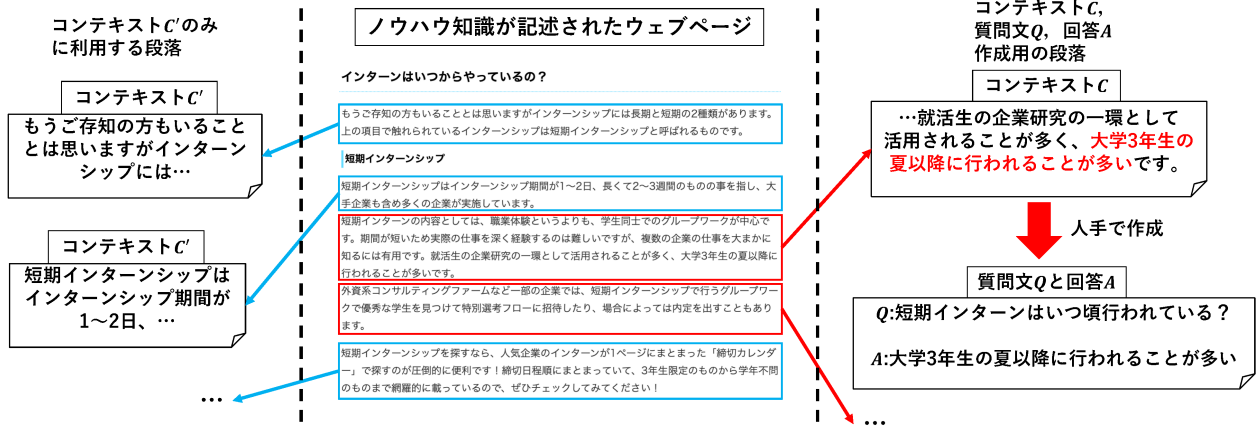 コンテキストC′のみ
に利用する段落
コンテキストC′
もうご存知の方もいることとは思いますがインターンシップには…
コンテキストC′
短期インターンシップは
インターンシップ期間が
1～2日、…
…
ノウハウ知識が記述されたウェブページ
インターンはいつからやっているの？
もうご存知の方もいることとは思いますがインターンシップには長期と短期の2種類があります。
上の項目で触れられているインターンシップは短期インターンシップと呼ばれるものです。
短期インターンシップ
短期インターンシップはインターンシップ期間が1～2日、長くて2～3週間のものの事を指し、大
手企業も含め多くの企業が実施しています。
短期インターンの内容としては、職業体験というよりも、学生同士でのグループワークが中心で
す。期間が短いため実際の仕事を深く経験するのは難しいですが、複数の企業の仕事を大まかに
知るには有用です。就活生の企業研究の一環として活用されることが多く、大学3年生の夏以降に
行われることが多いです。
外資系コンサルティングファームなど一部の企業では、短期インターンシップで行うグループワー
クで優秀な学生を見つけて特別選考フローに招待したり、場合によっては内定を出すこともあり
ます。
短期インターンシップを探すなら、人気企業のインターンが1ページにまとまった「締切カレンダ
ー」で探すのが圧倒的に便利です！締切日程順にまとまっていて、3年生限定のものから学年不問
のものまで網羅的に載っているので、ぜひチェックしてみてください！
コンテキストC,
質問文Q，回答A
作成用の段落
コンテキストC
…就活生の企業研究の一環として
活用されることが多く、大学3年生の
夏以降に行われることが多いです。
人手で作成
質問文Qと回答A
Q:短期インターンはいつ頃行われている？
A:大学3年生の夏以降に行われることが多い
…